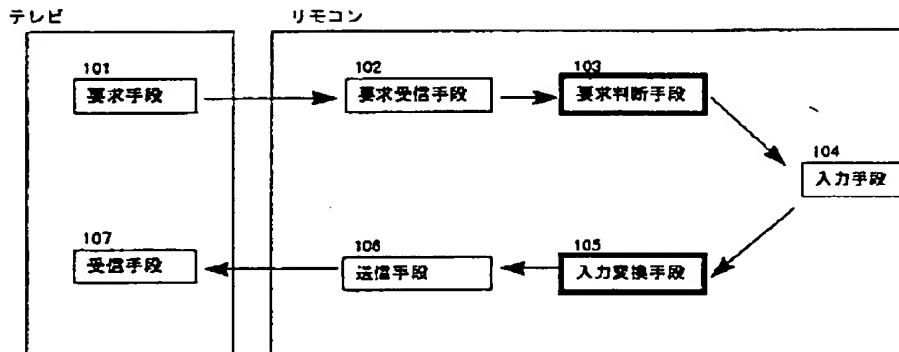 テレビ
リモコン
101
要求手段
102
要求受信手段
103
要求判断手段
104
入力手段
107
受信手段
106
送信手段
105
入力変換手段